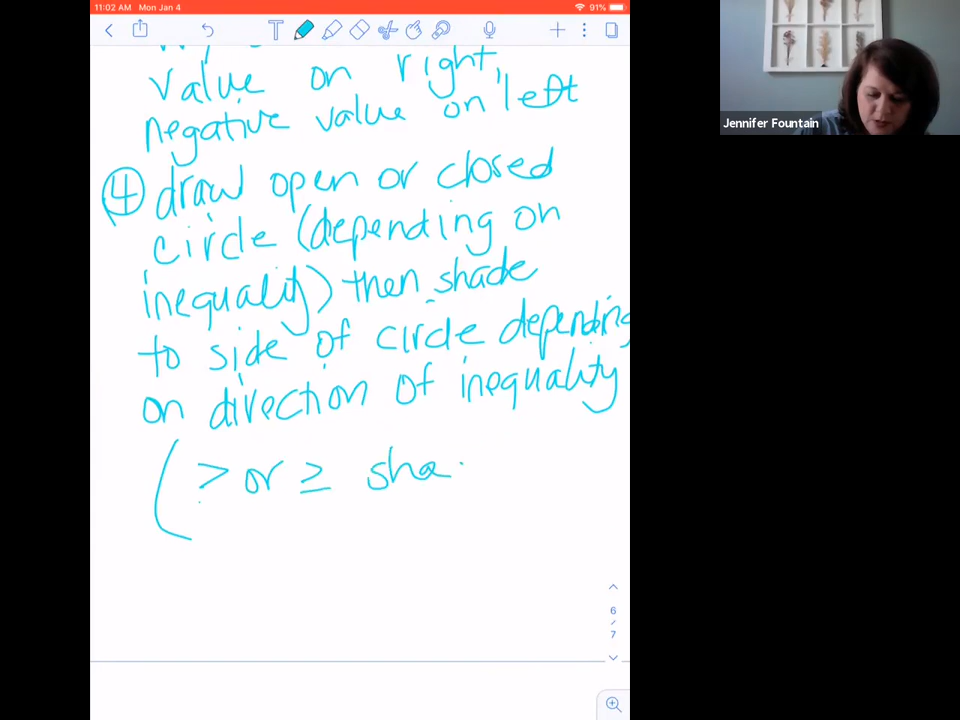 11:02 AM Mon Jan 4
91%
value on right,
negative value on left
④ draw open or closed
circle (depending on
inequality) then shade
to side of circle depending
on direction of inequality
( > or ≥ sha
6
/
7
Jennifer Fountain